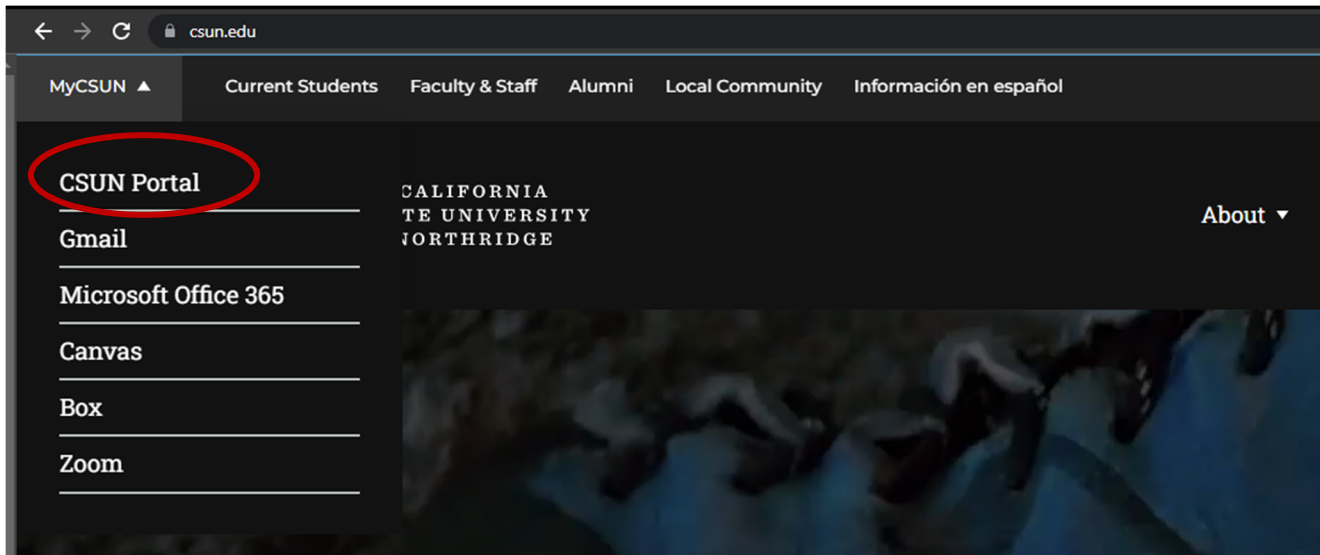 csun.edu
MyCSUN ▲ Current Students Faculty & Staff Alumni Local Community Información en español
CSUN Portal
Gmail
Microsoft Office 365
Canvas
Box
Zoom
CALIFORNIA
TE UNIVERSITY
NORTHRIDGE
About ▼